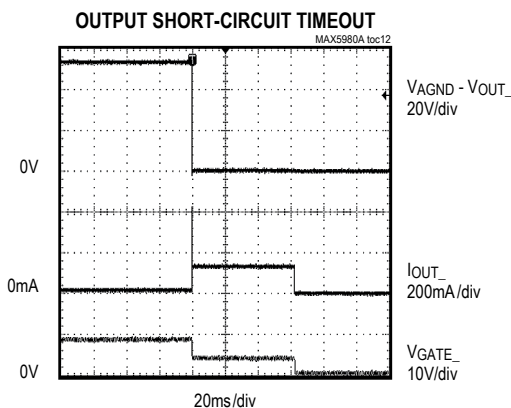 OUTPUT SHORT-CIRCUIT TIMEOUT
MAX5980A toc12
T
VAGND - VOUT_
20V/div
0V
0mA
IOUT_
200mA/div
VGATE_
10V/div
0V
20ms/div